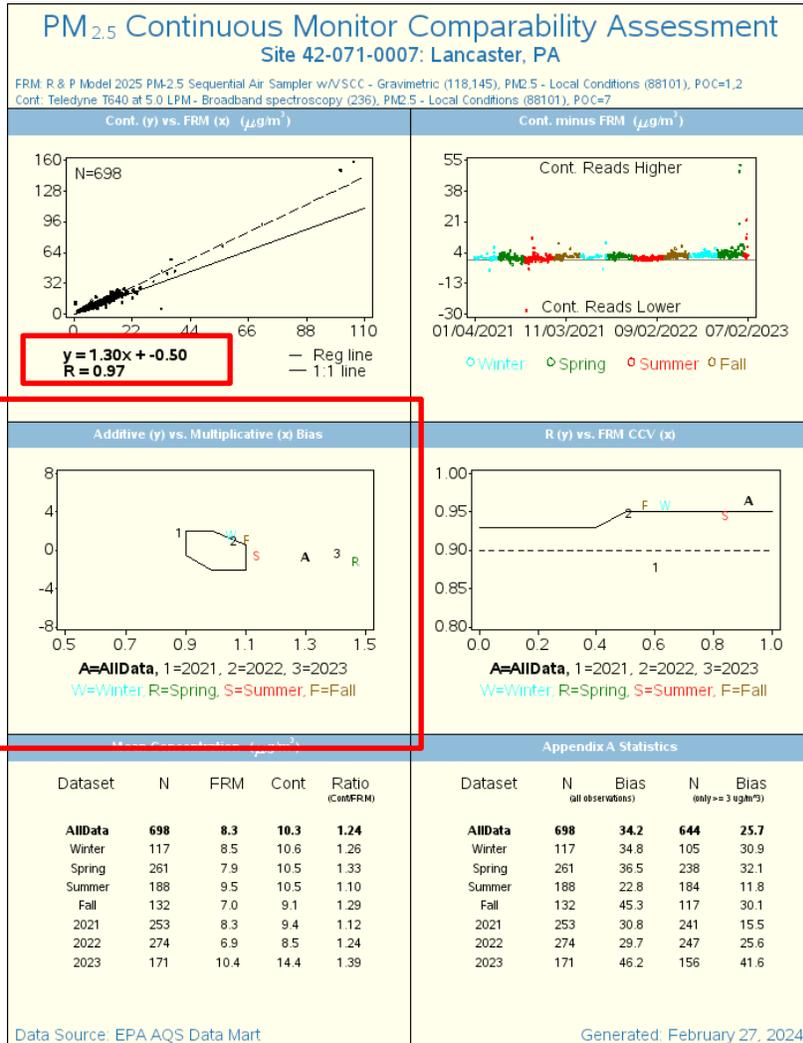 PM 2.5 Continuous Monitor Comparability Assessment
Site 42-071-0007: Lancaster, PA
FRM: R & P Model 2025 PM-2.5 Sequential Air Sampler w/VSCC - Gravimetric (118,145), PM2.5 - Local Conditions (88101), POC=1,2
Cont: Teledyne T640 at 5.0 LPM - Broadband spectroscopy (236), PM2.5 - Local Conditions (88101), POC=7
Cont. (y) vs. FRM (x) (μg/m³)
160
128
96
64
32
0
N=698
0 22 44 66 88 110
y = 1.30x + -0.50
R = 0.97
— Reg line
— 1:1 line
Cont. minus FRM (μg/m³)
55
38
21
4
-13
-30
Cont. Reads Higher
Cont. Reads Lower
01/04/2021 11/03/2021 09/02/2022 07/02/2023
Winter Spring Summer Fall
Additive (y) vs. Multiplicative (x) Bias
8
4
0
-4
-8
1 W 2 F S A 3 R
0.5 0.7 0.9 1.1 1.3 1.5
A=AllData, 1=2021, 2=2022, 3=2023
W=Winter, R=Spring, S=Summer, F=Fall
R (y) vs. FRM CCV (x)
1.00
0.95
0.90
0.85
0.80
2 F W S A
1
0.0 0.2 0.4 0.6 0.8 1.0
A=AllData, 1=2021, 2=2022, 3=2023
W=Winter, R=Spring, S=Summer, F=Fall
Mean Concentration (μg/m³)
Dataset N FRM Cont Ratio
(Cont/FRM)
AllData 698 8.3 10.3 1.24
Winter 117 8.5 10.6 1.26
Spring 261 7.9 10.5 1.33
Summer 188 9.5 10.5 1.10
Fall 132 7.0 9.1 1.29
2021 253 8.3 9.4 1.12
2022 274 6.9 8.5 1.24
2023 171 10.4 14.4 1.39
Appendix A Statistics
Dataset N Bias N Bias
(all observations) (only >= 3 ug/m^3)
AllData 698 34.2 644 25.7
Winter 117 34.8 105 30.9
Spring 261 36.5 238 32.1
Summer 188 22.8 184 11.8
Fall 132 45.3 117 30.1
2021 253 30.8 241 15.5
2022 274 29.7 247 25.6
2023 171 46.2 156 41.6
Data Source: EPA AQS Data Mart
Generated: February 27, 2024